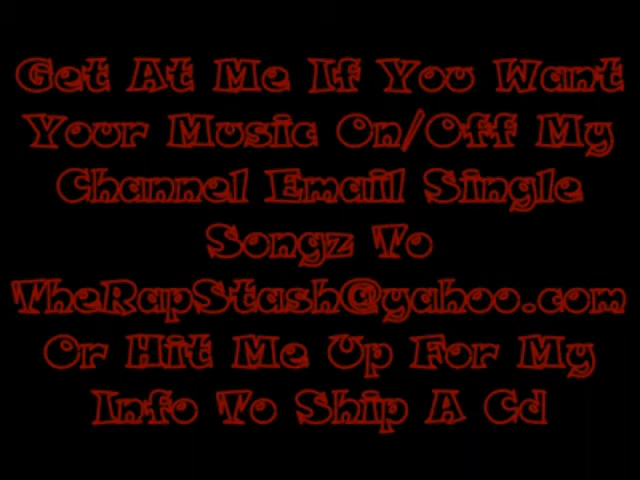 Get At Me If You Want
Your Music On/Off My
Channel Email Single
Songz To
TheRapStash@yahoo.com
Or Hit Me Up For My
Info To Ship A Cd